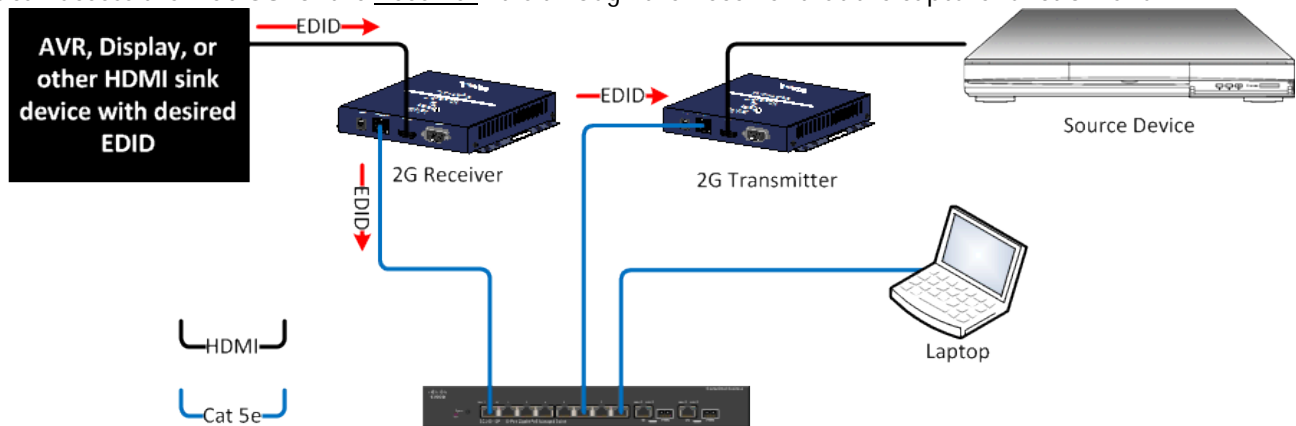 EDID
AVR, Display, or
other HDMI sink
device with desired
EDID
EDID
2G Receiver
2G Transmitter
Source Device
EDID
Laptop
HDMI
Cat 5e